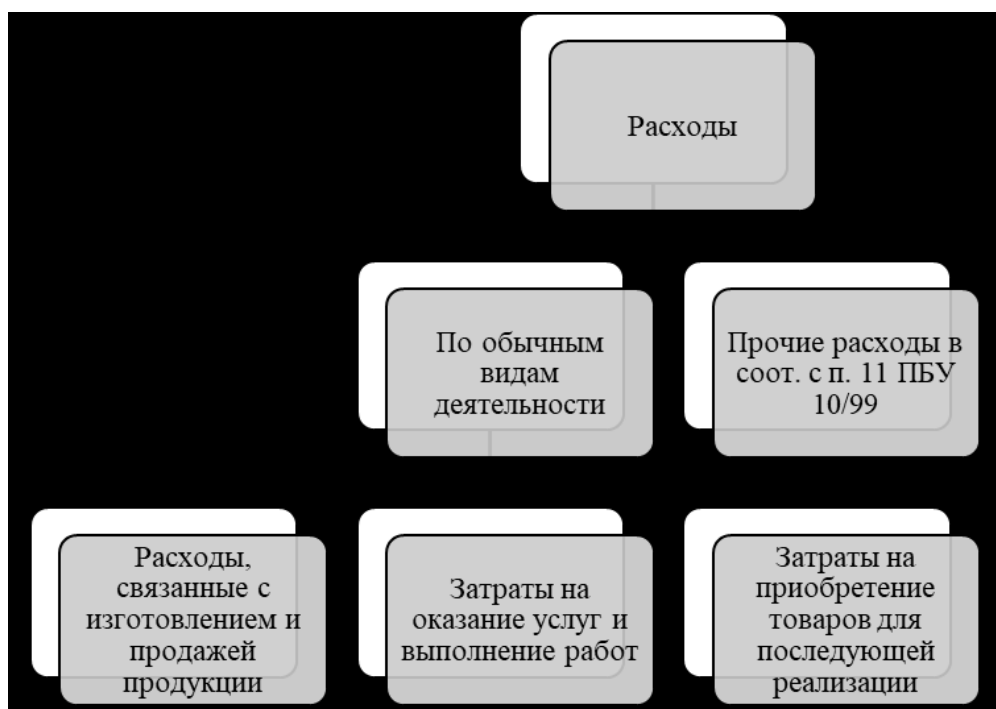 Расходы
По обычным
видам
деятельности
Прочие расходы в
соот. с п. 11 ПБУ
10/99
Расходы,
связанные с
изготовлением и
продажей
продукции
Затраты на
оказание услуг и
выполнение работ
Затраты на
приобретение
товаров для
последующей
реализации